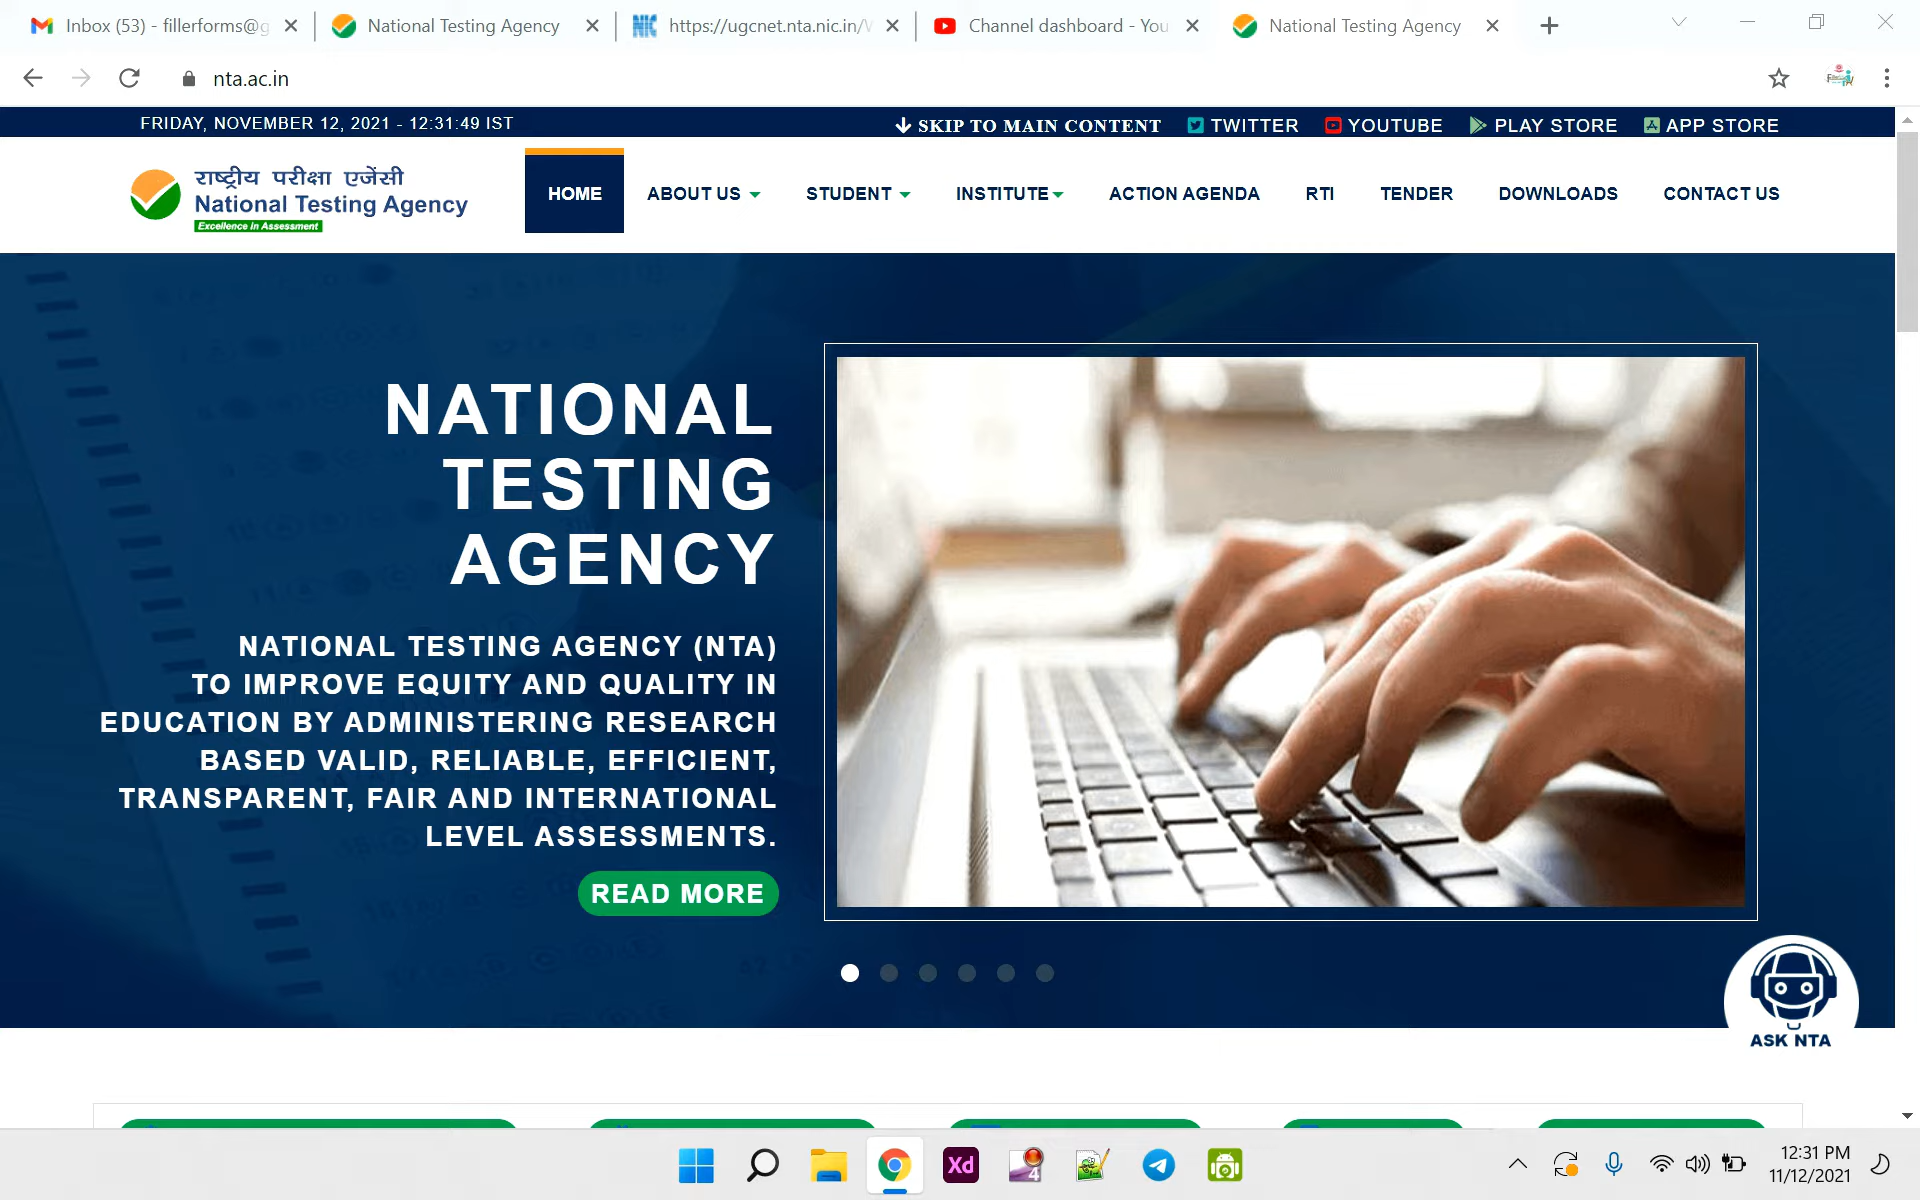 Inbox (53) - fillerforms@g
National Testing Agency
https://ugcnet.nta.nic.in/W
Channel dashboard - You
National Testing Agency
nta.ac.in
FRIDAY, NOVEMBER 12, 2021 - 12:31:49 IST
SKIP TO MAIN CONTENT
TWITTER
YOUTUBE
PLAY STORE
APP STORE
राष्ट्रीय परीक्षा एजेंसी
National Testing Agency
Excellence in Assessment
HOME
ABOUT US
STUDENT
INSTITUTE
ACTION AGENDA
RTI
TENDER
DOWNLOADS
CONTACT US
NATIONAL
TESTING
AGENCY
NATIONAL TESTING AGENCY (NTA)
TO IMPROVE EQUITY AND QUALITY IN
EDUCATION BY ADMINISTERING RESEARCH
BASED VALID, RELIABLE, EFFICIENT,
TRANSPARENT, FAIR AND INTERNATIONAL
LEVEL ASSESSMENTS.
READ MORE
ASK NTA
Xd
4
12:31 PM
11/12/2021